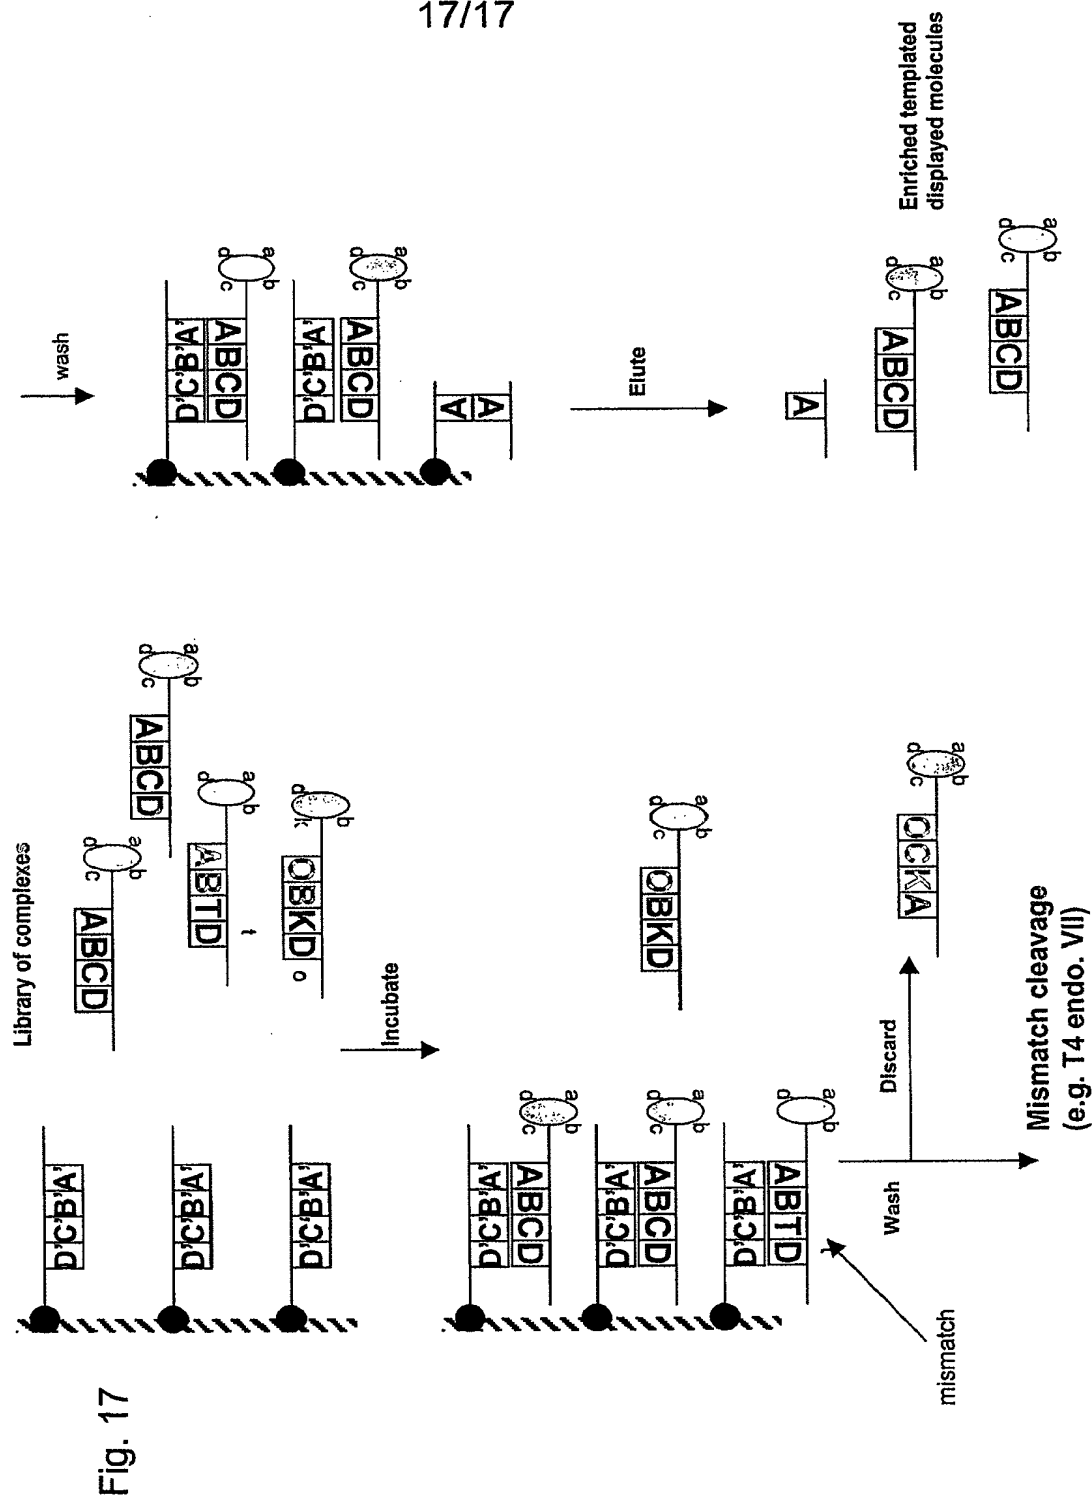 17/17
Fig. 17
Library of complexes
D'C'B'A'
D'C'B'A'
D'C'B'A'
ABCD
d a
c b
ABCD
d a
c b
ABTD
d a
t b
OBKD
d
k b
o
Incubate
D'C'B'A'
ABCD
d a
c b
D'C'B'A'
ABCD
d a
c b
D'C'B'A'
ABTD
d a
b
OBKD
d a
c b
mismatch
Wash
Discard
OCKA
d a
c b
Mismatch cleavage
(e.g. T4 endo. VII)
wash
A'B'C'D'
ABCD
d a
c b
A'B'C'D'
ABCD
d a
c b
A
A
Elute
A
ABCD
d a
c b
ABCD
d a
c b
Enriched templated
displayed molecules